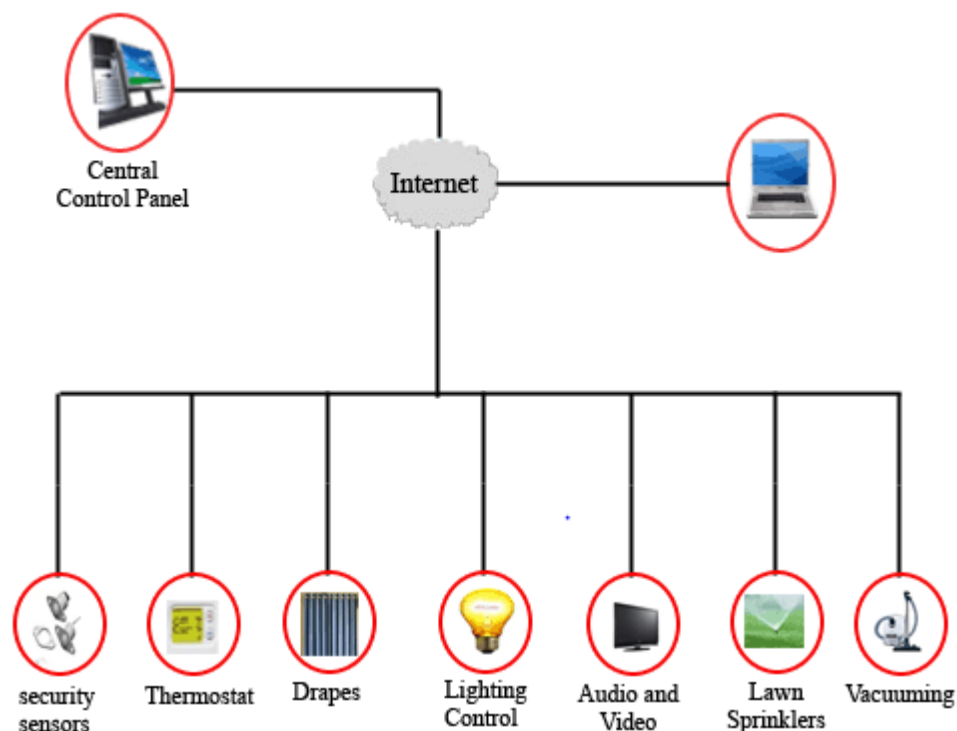 Central
Control Panel
Internet
security
sensors
Thermostat
Drapes
Lighting
Control
Audio and
Video
Lawn
Sprinklers
Vacuuming